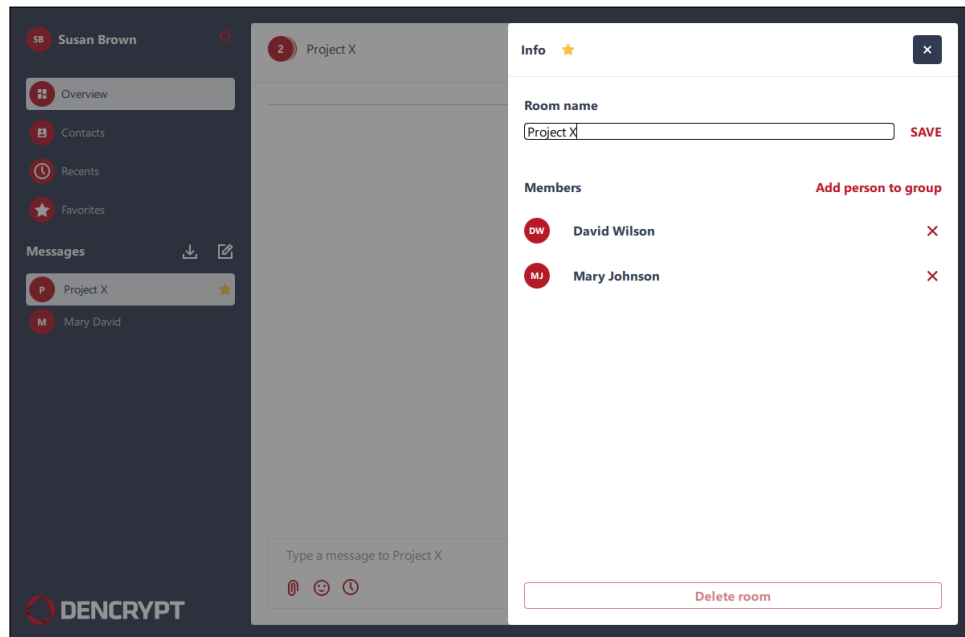 SB Susan Brown
Overview
Contacts
Recents
Favorites
Messages
P Project X
M Mary David
DENCRYPT
2 Project X
Type a message to Project X
Info
Room name
Project X SAVE
Members Add person to group
DW David Wilson
MJ Mary Johnson
Delete room